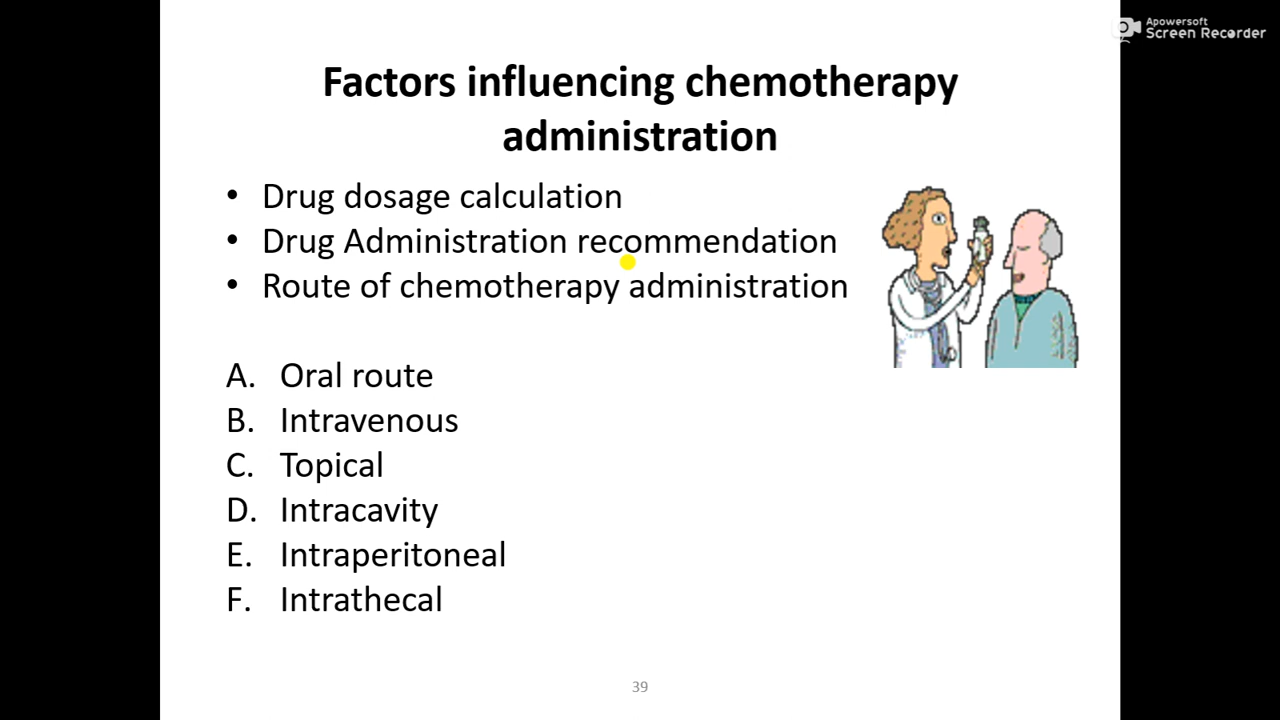 Apowersoft
Screen Recorder
Factors influencing chemotherapy
administration
• Drug dosage calculation
• Drug Administration recommendation
• Route of chemotherapy administration
A. Oral route
B. Intravenous
C. Topical
D. Intracavity
E. Intraperitoneal
F. Intrathecal
39